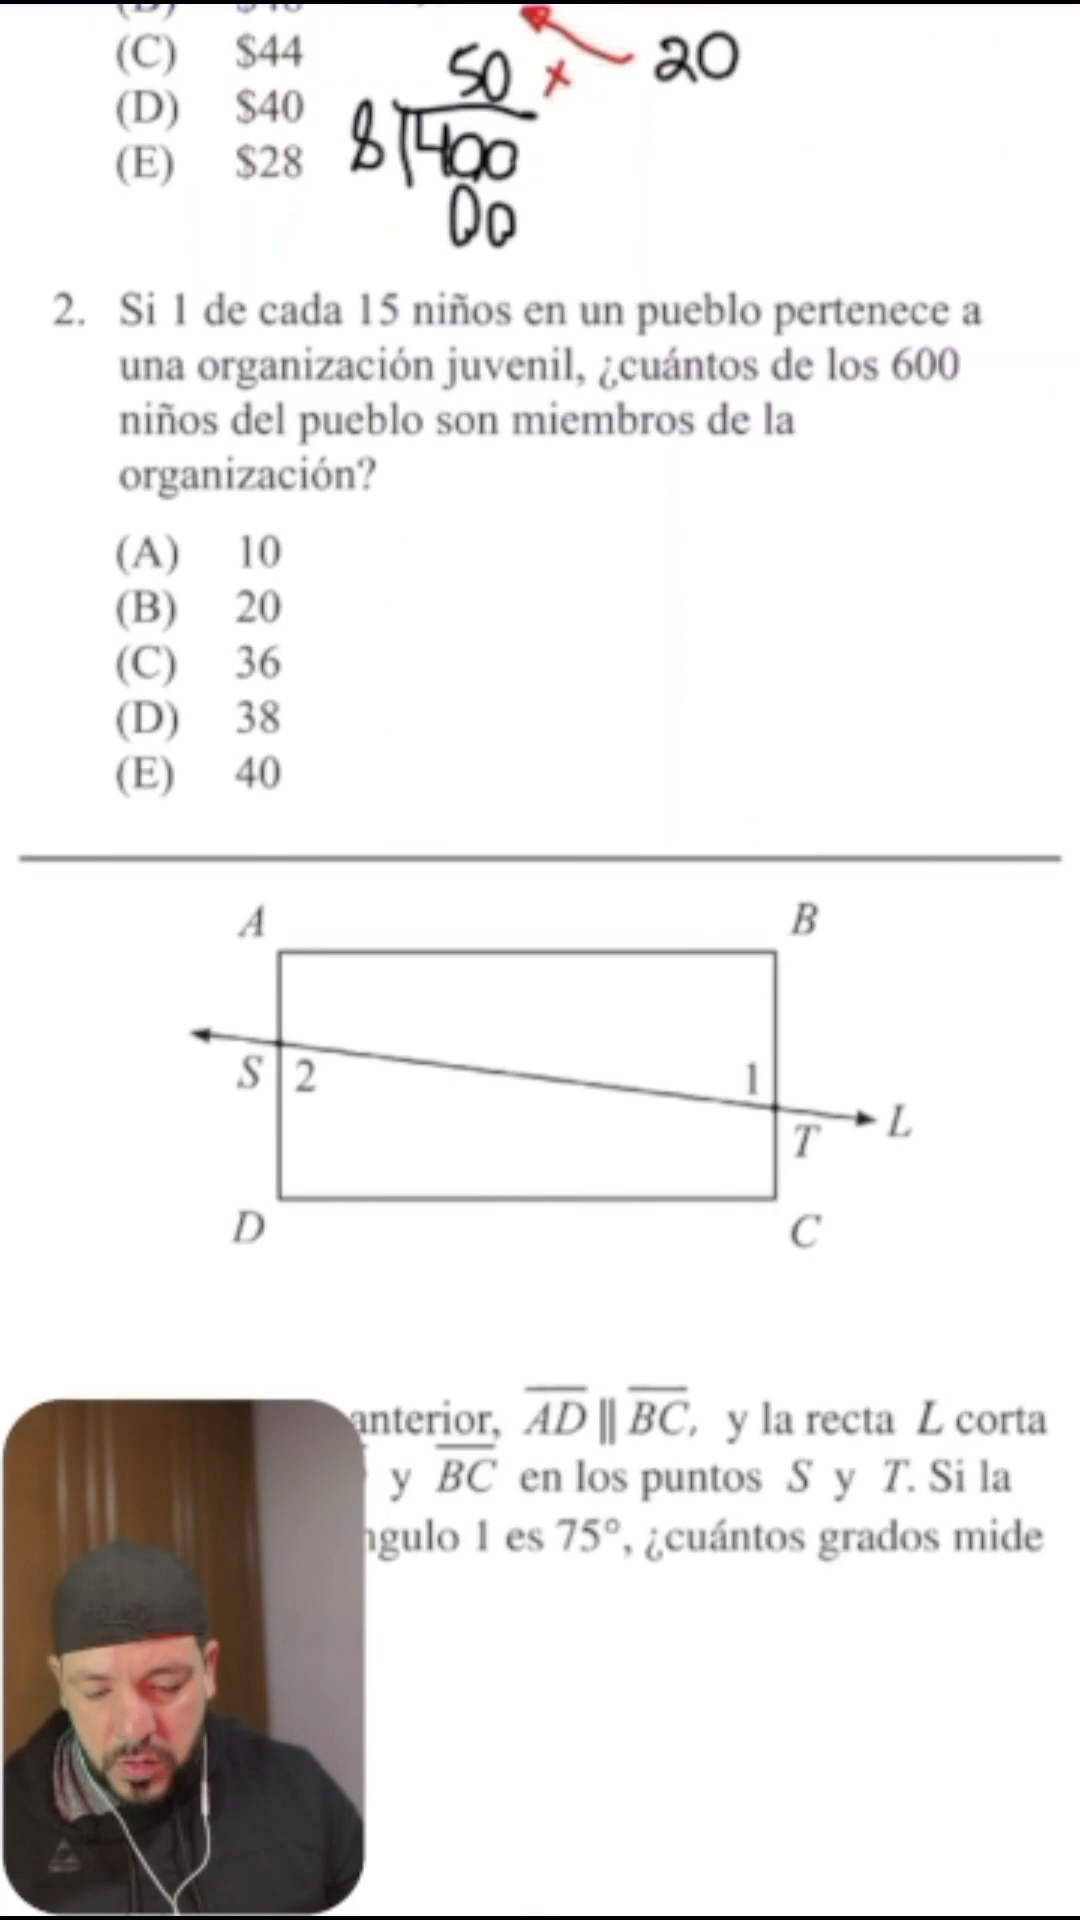 (C) $44
(D) $40
(E) $28
50 × 20
8 400
00
2. Si 1 de cada 15 niños en un pueblo pertenece a
una organización juvenil, ¿cuántos de los 600
niños del pueblo son miembros de la
organización?
(A) 10
(B) 20
(C) 36
(D) 38
(E) 40
A B
S 2 1
T L
D C
anterior, AD || BC, y la recta L corta
y BC en los puntos S y T. Si la
ngulo 1 es 75°, ¿cuántos grados mide